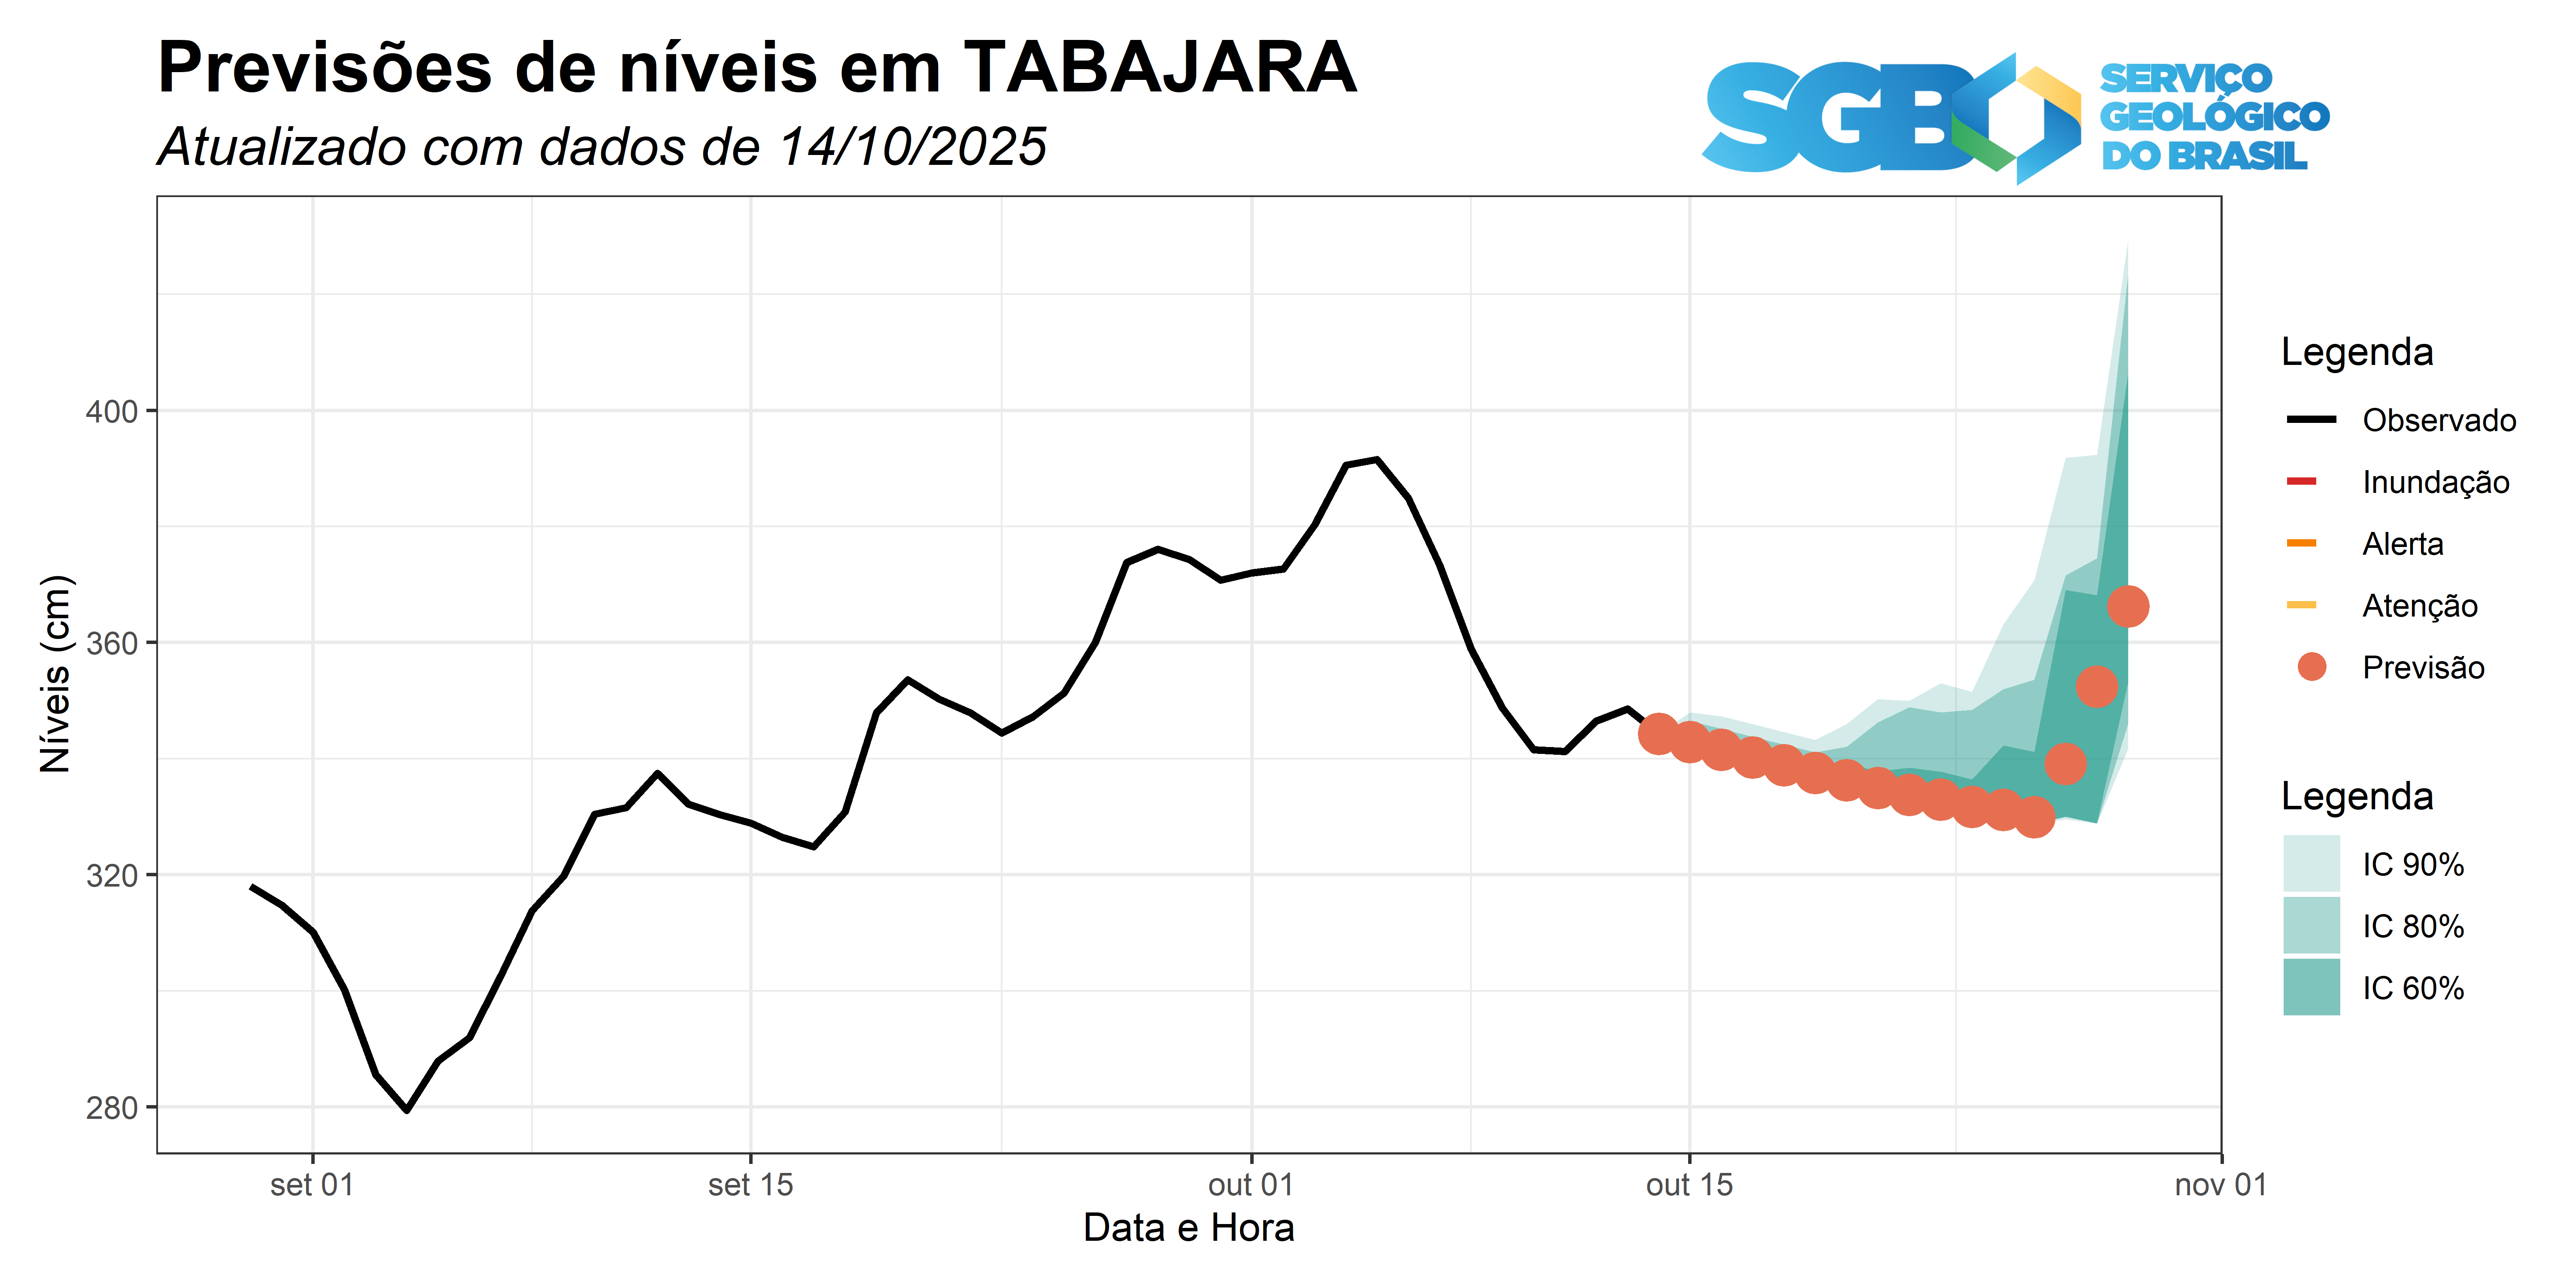 Previsões de níveis em TABAJARA
Atualizado com dados de 14/10/2025
SGB
SERVIÇO
GEOLÓGICO
DO BRASIL
Níveis (cm)
400
360
320
280
set 01
set 15
out 01
out 15
nov 01
Data e Hora
Legenda
Observado
Inundação
Alerta
Atenção
Previsão
Legenda
IC 90%
IC 80%
IC 60%